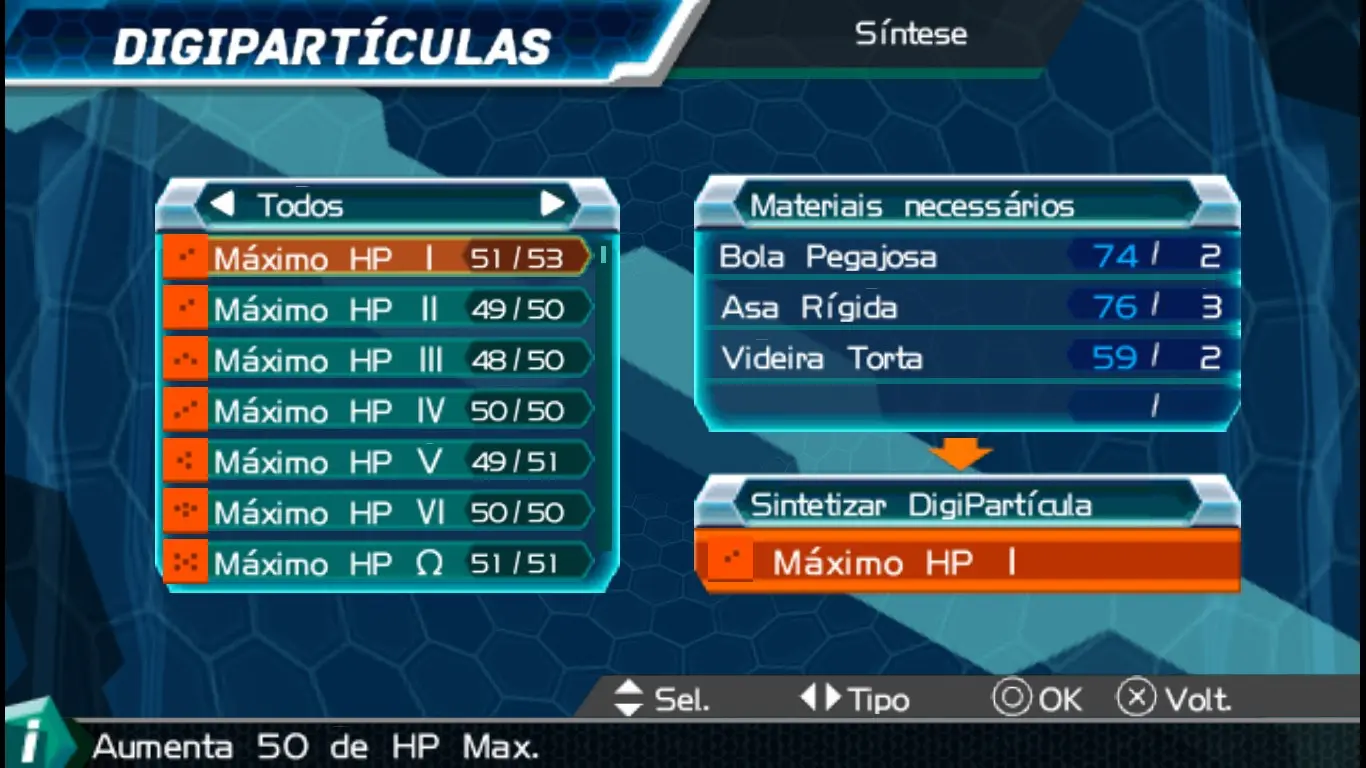 DIGIPARTÍCULAS
Síntese
Todos
Máximo HP I 51/53
Máximo HP II 49/50
Máximo HP III 48/50
Máximo HP IV 50/50
Máximo HP V 49/51
Máximo HP VI 50/50
Máximo HP Ω 51/51
Materiais necessários
Bola Pegajosa 74/ 2
Asa Rígida 76/ 3
Videira Torta 59/ 2
/
Sintetizar DigiPartícula
Máximo HP I
Sel. Tipo OK Volt.
i Aumenta 50 de HP Max.